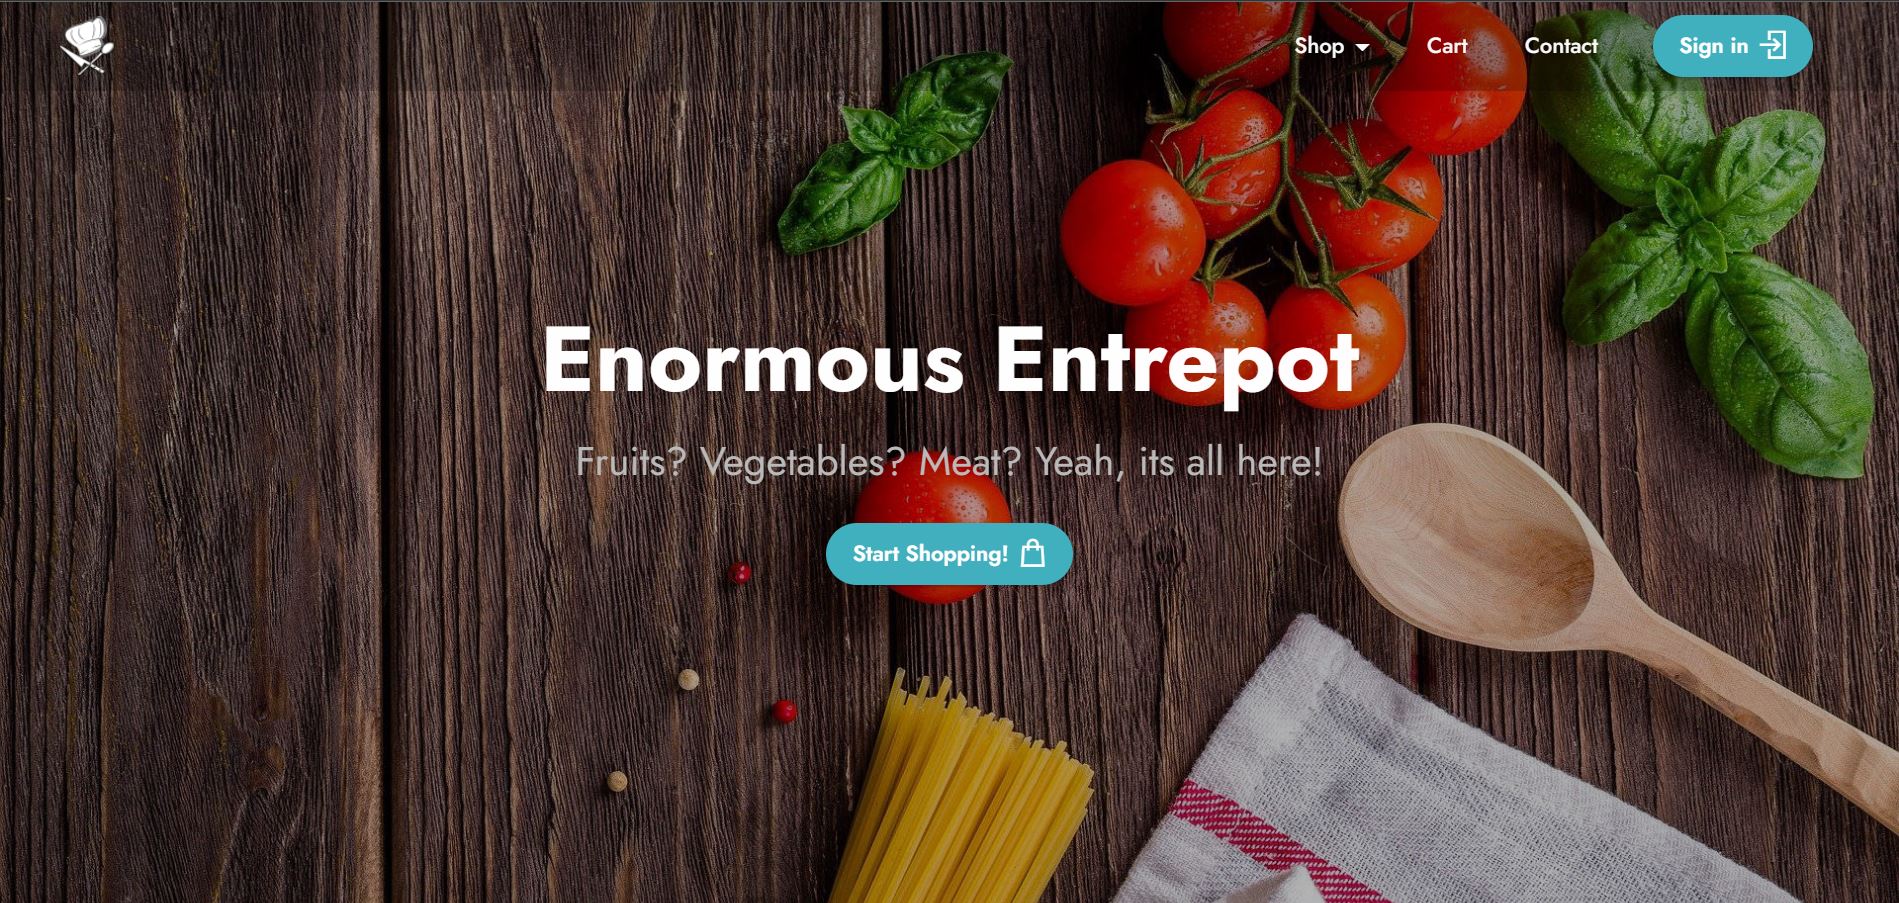 Shop
Cart
Contact
Sign in
Enormous Entrepot
Fruits? Vegetables? Meat? Yeah, its all here!
Start Shopping!